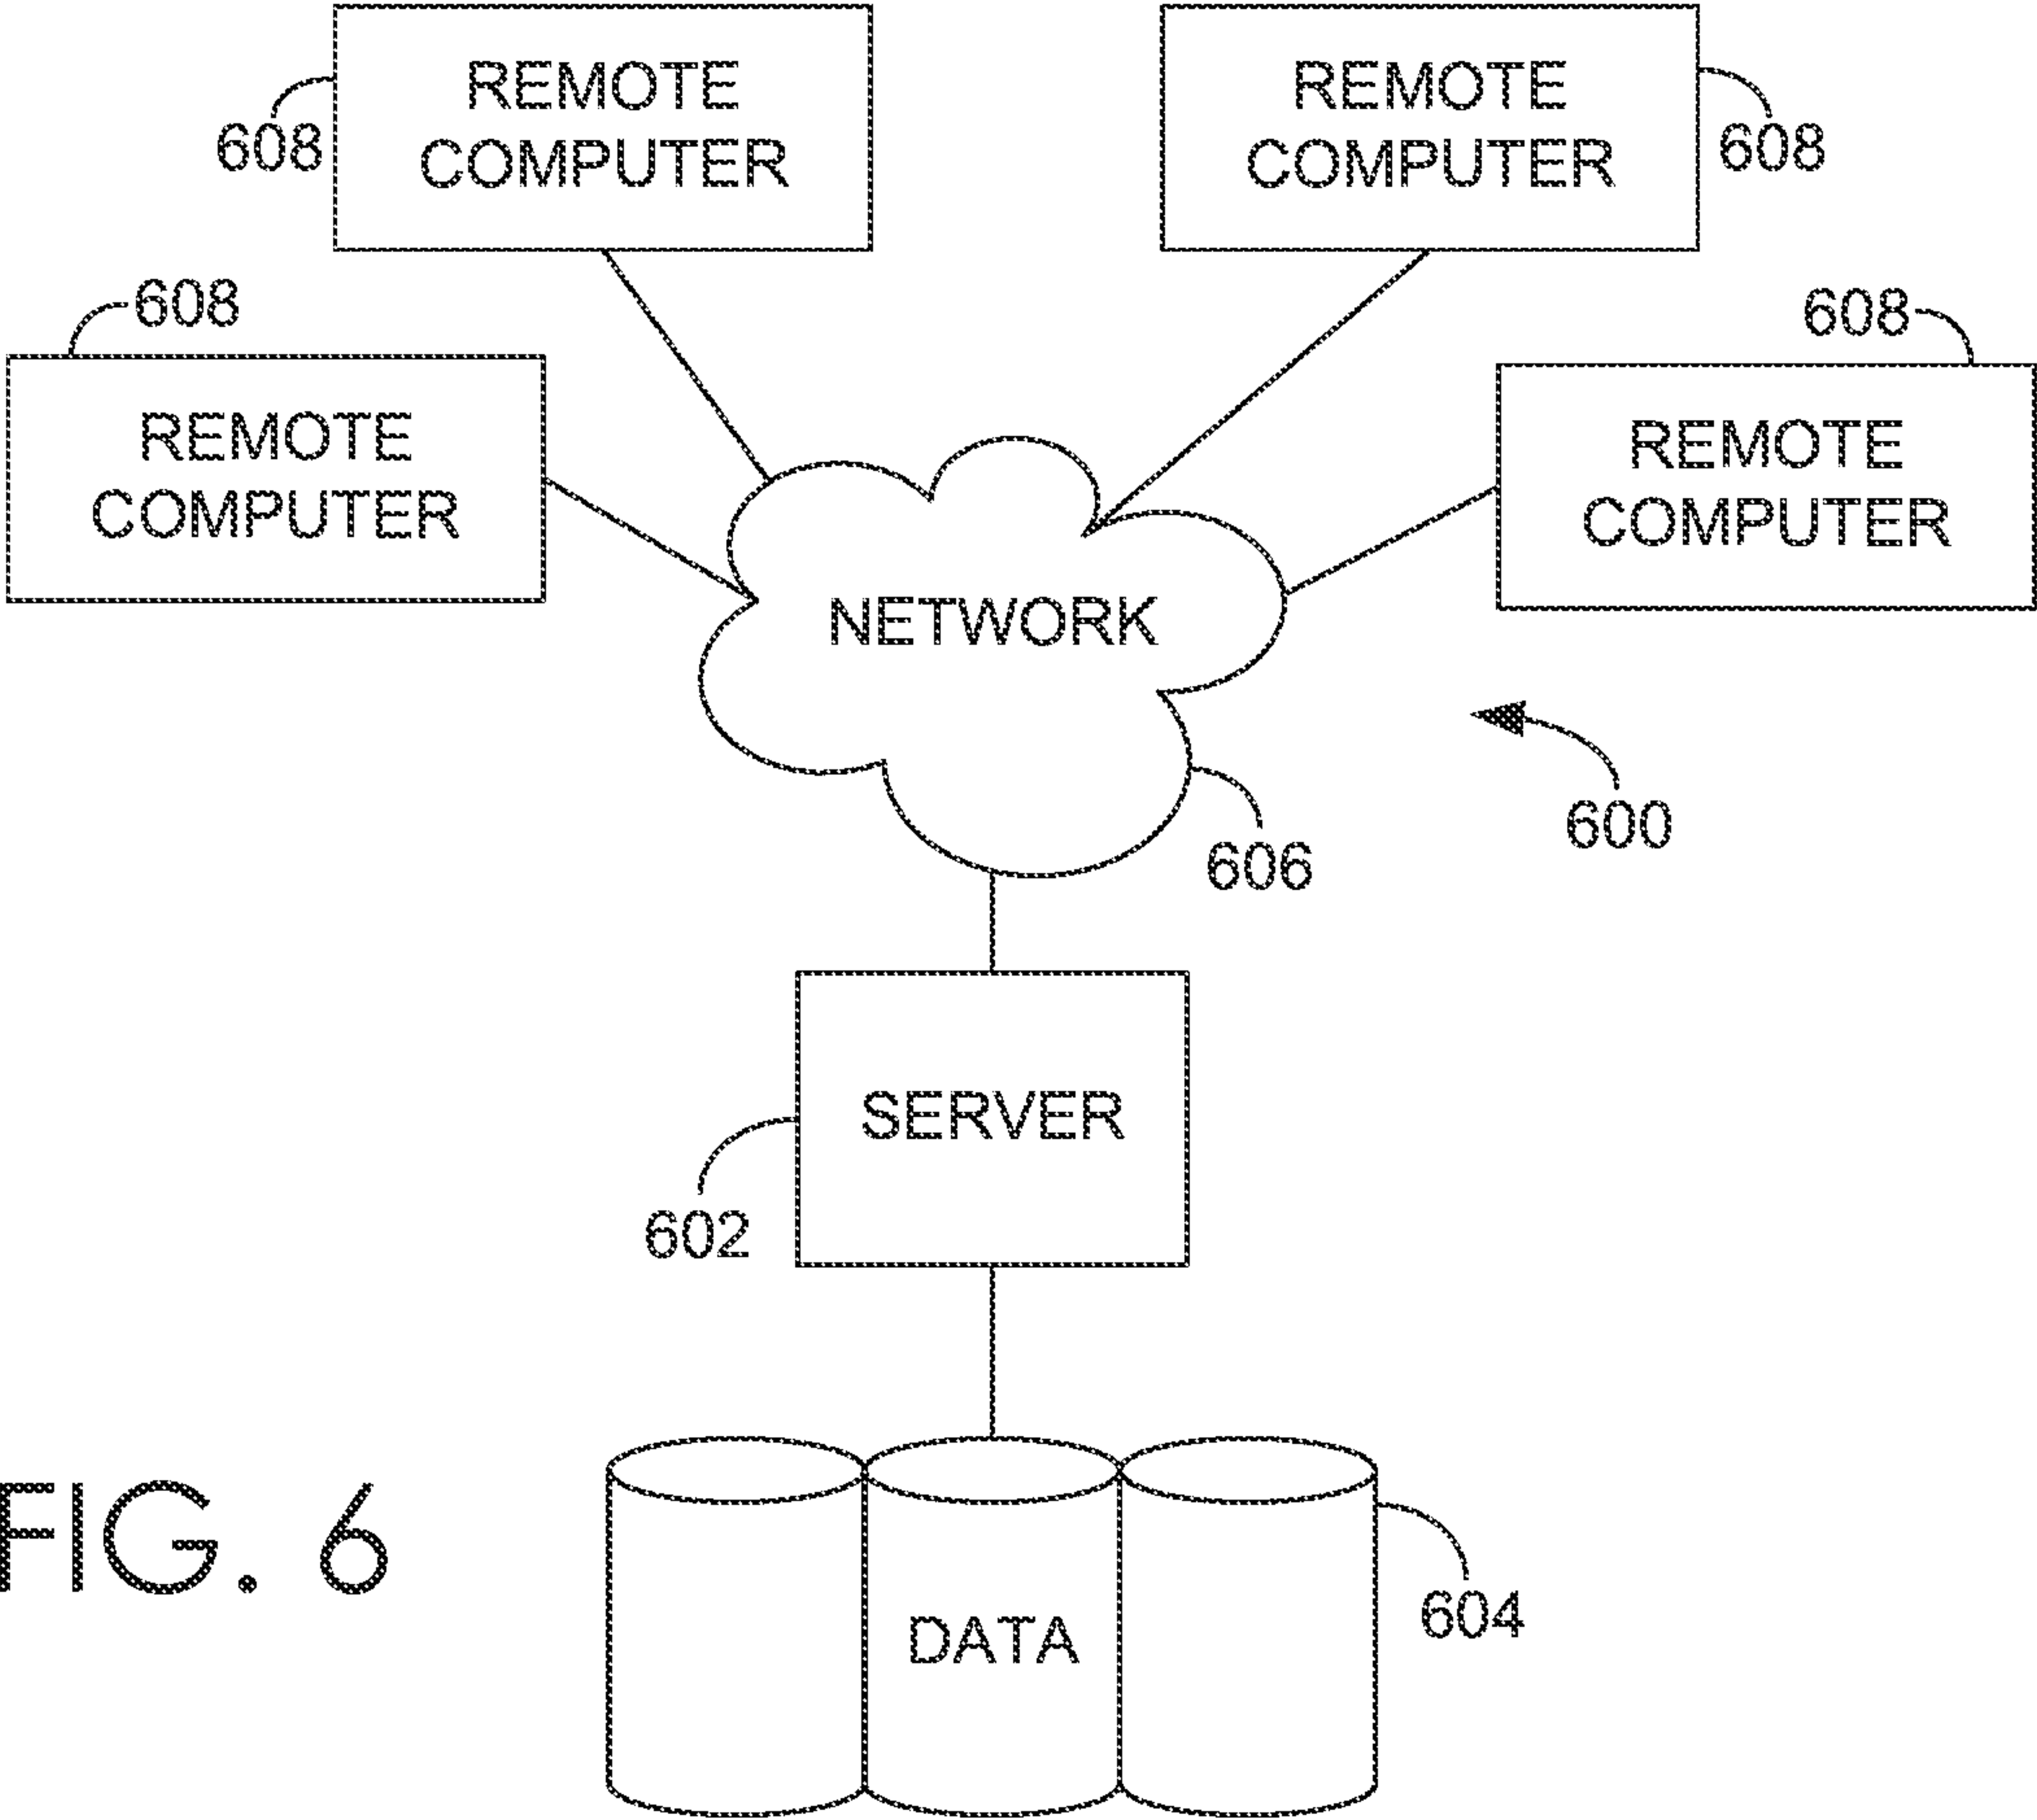 REMOTE
COMPUTER
608
REMOTE
COMPUTER
608
608
REMOTE
COMPUTER
608
REMOTE
COMPUTER
NETWORK
600
606
SERVER
602
FIG. 6
DATA
604